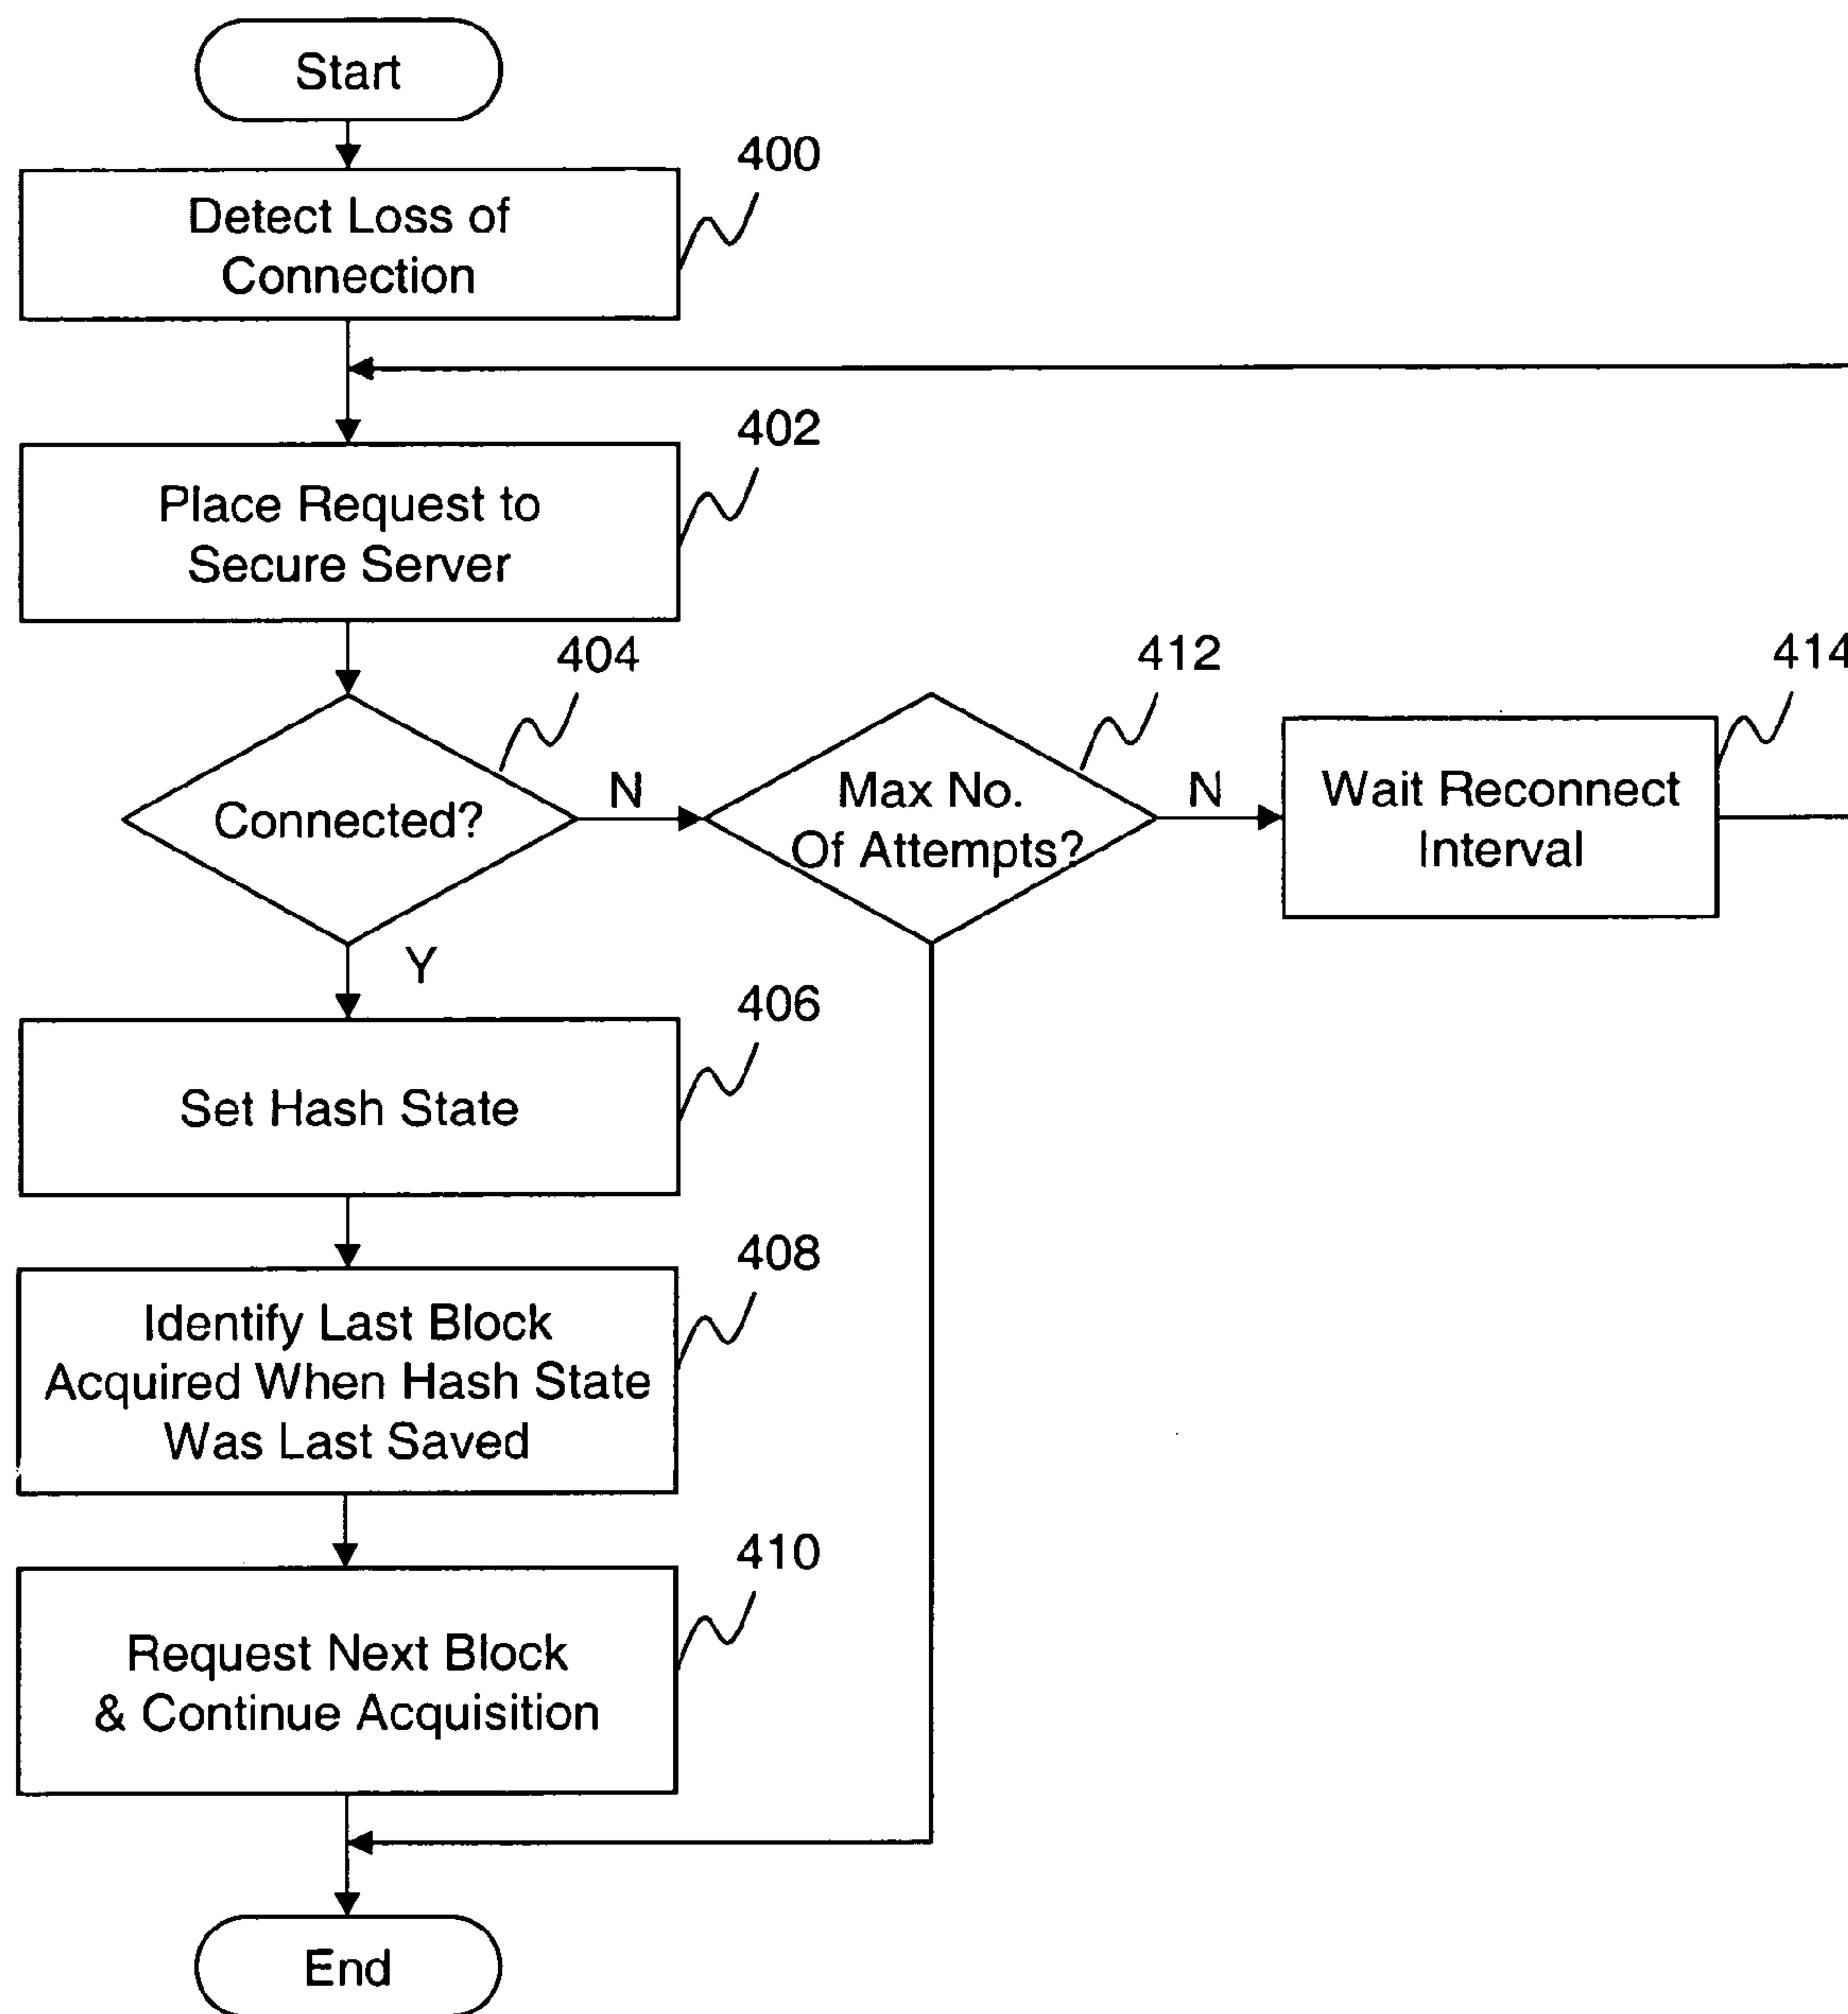 Start
400
Detect Loss of
Connection
402
Place Request to
Secure Server
404
412
414
Connected?
N
Max No.
Of Attempts?
N
Wait Reconnect
Interval
Y
406
Set Hash State
408
Identify Last Block
Acquired When Hash State
Was Last Saved
410
Request Next Block
& Continue Acquisition
End